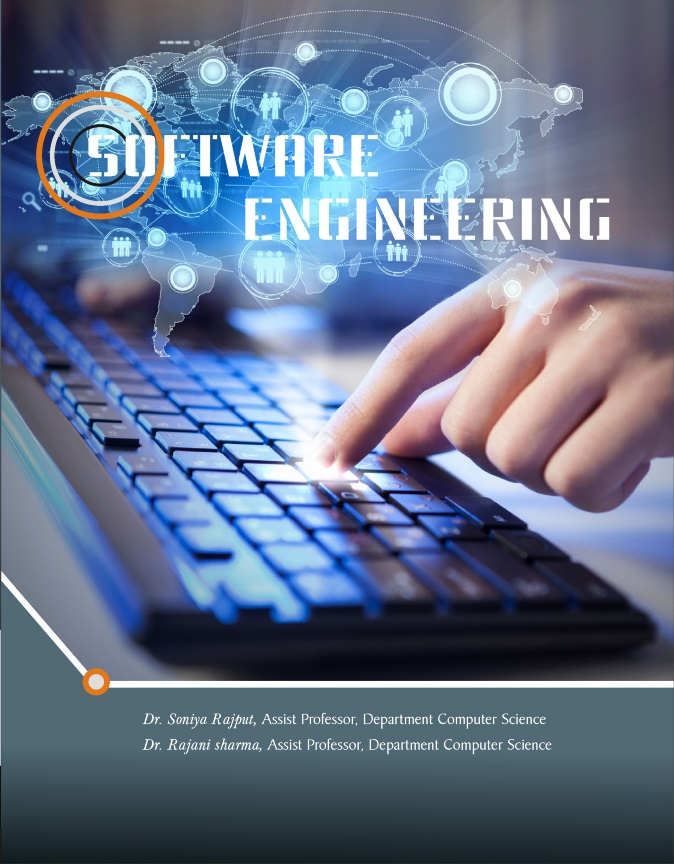 SOFTWARE
ENGINEERING
Dr. Soniya Rajput, Assist Professor, Department Computer Science
Dr. Rajani sharma, Assist Professor, Department Computer Science